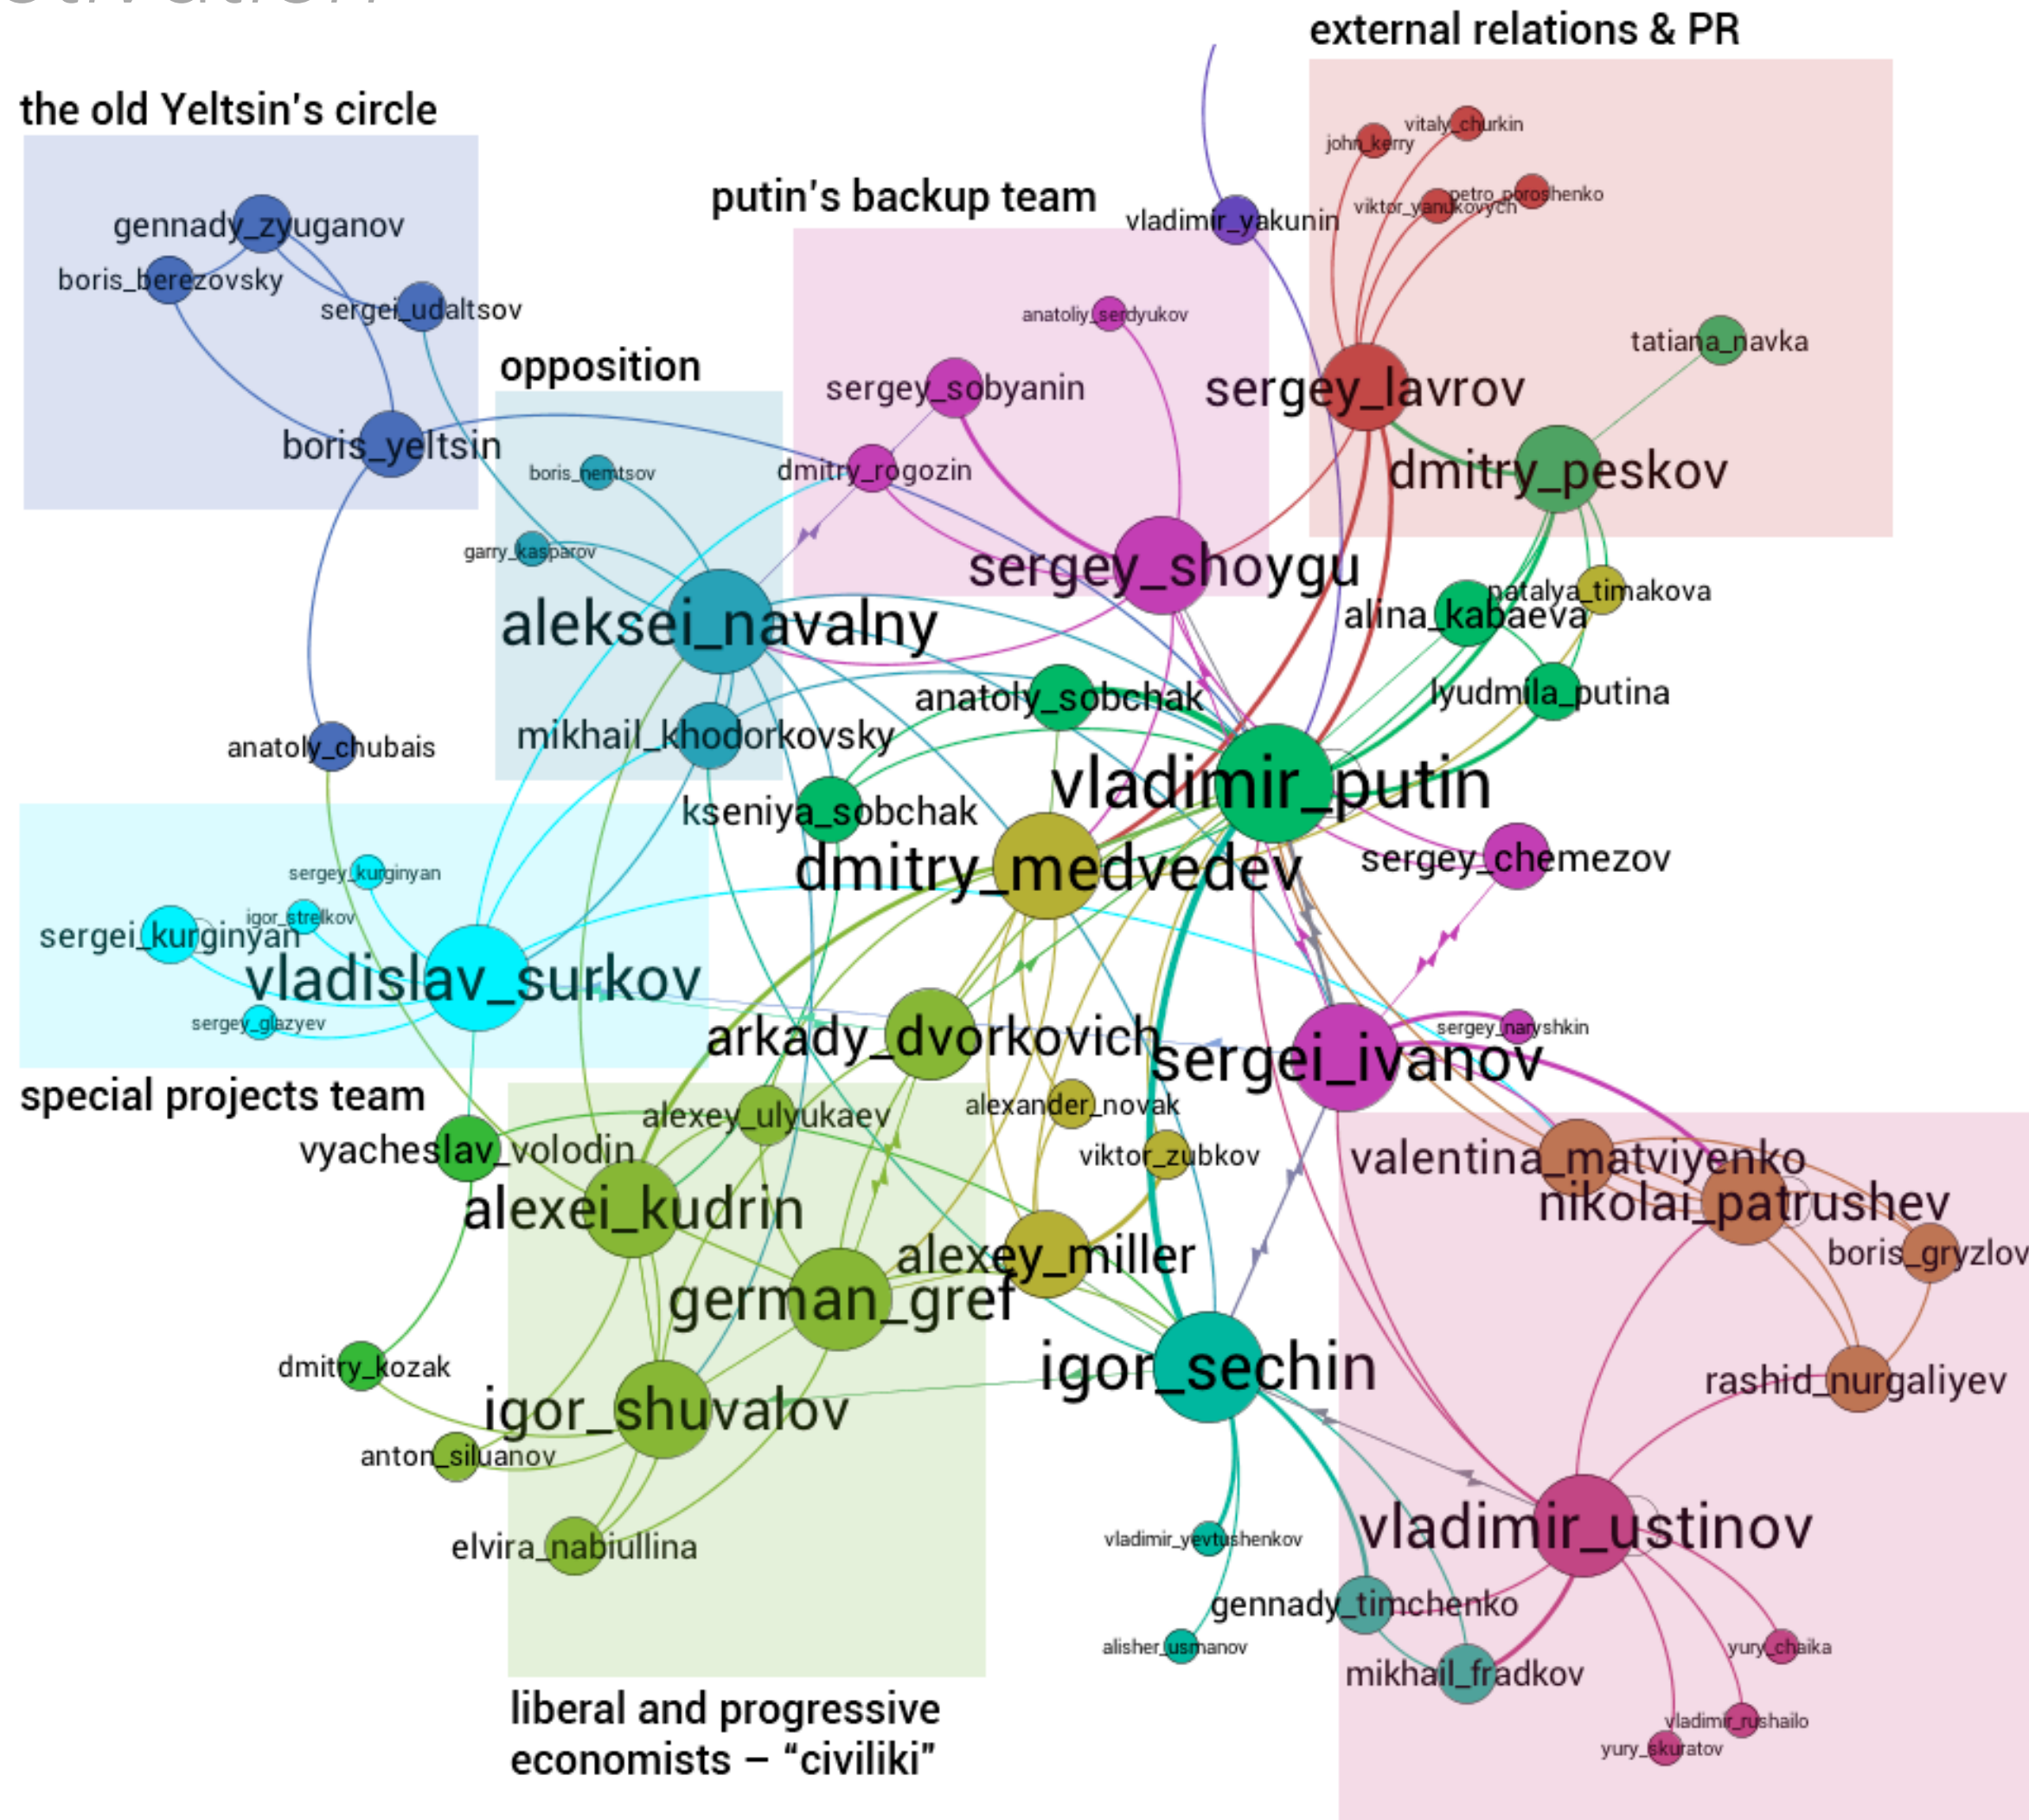 external relations & PR
the old Yeltsin's circle
vitaly_churkin
john_kerry
putin's backup team
petro_poroshenko
viktor_yanukovych
vladimir_yakunin
gennady_zyuganov
boris_berezovsky
sergei_udaltsov
anatoliy_serdyukov
tatiana_navka
opposition
sergey_sobyanin
sergey_lavrov
boris_yeltsin
boris_nemtsov
dmitry_rogozin
dmitry_peskov
garry_kasparov
sergey_shoygu
natalya_timakova
alina_kabaeva
aleksei_navalny
anatoly_sobchak
lyudmila_putina
mikhail_khodorkovsky
anatoly_chubais
vladimir_putin
kseniya_sobchak
dmitry_medvedev
sergey_chemezov
sergey_kurginyan
igor_strelkov
sergei_kurginyan
vladislav_surkov
sergey_glazyev
arkady_dvorkovich
sergey_naryshkin
sergei_ivanov
special projects team
alexey_ulyukaev
alexander_novak
vyacheslav_volodin
viktor_zubkov
valentina_matviyenko
alexei_kudrin
nikolai_patrushev
alexey_miller
boris_gryzlov
german_gref
dmitry_kozak
igor_sechin
rashid_nurgaliyev
igor_shuvalov
anton_siluanov
vladimir_ustinov
elvira_nabiullina
vladimir_yevtushenkov
gennady_timchenko
alisher_usmanov
mikhail_fradkov
yury_chaika
liberal and progressive
economists – “civiliki”
vladimir_rushailo
yury_skuratov